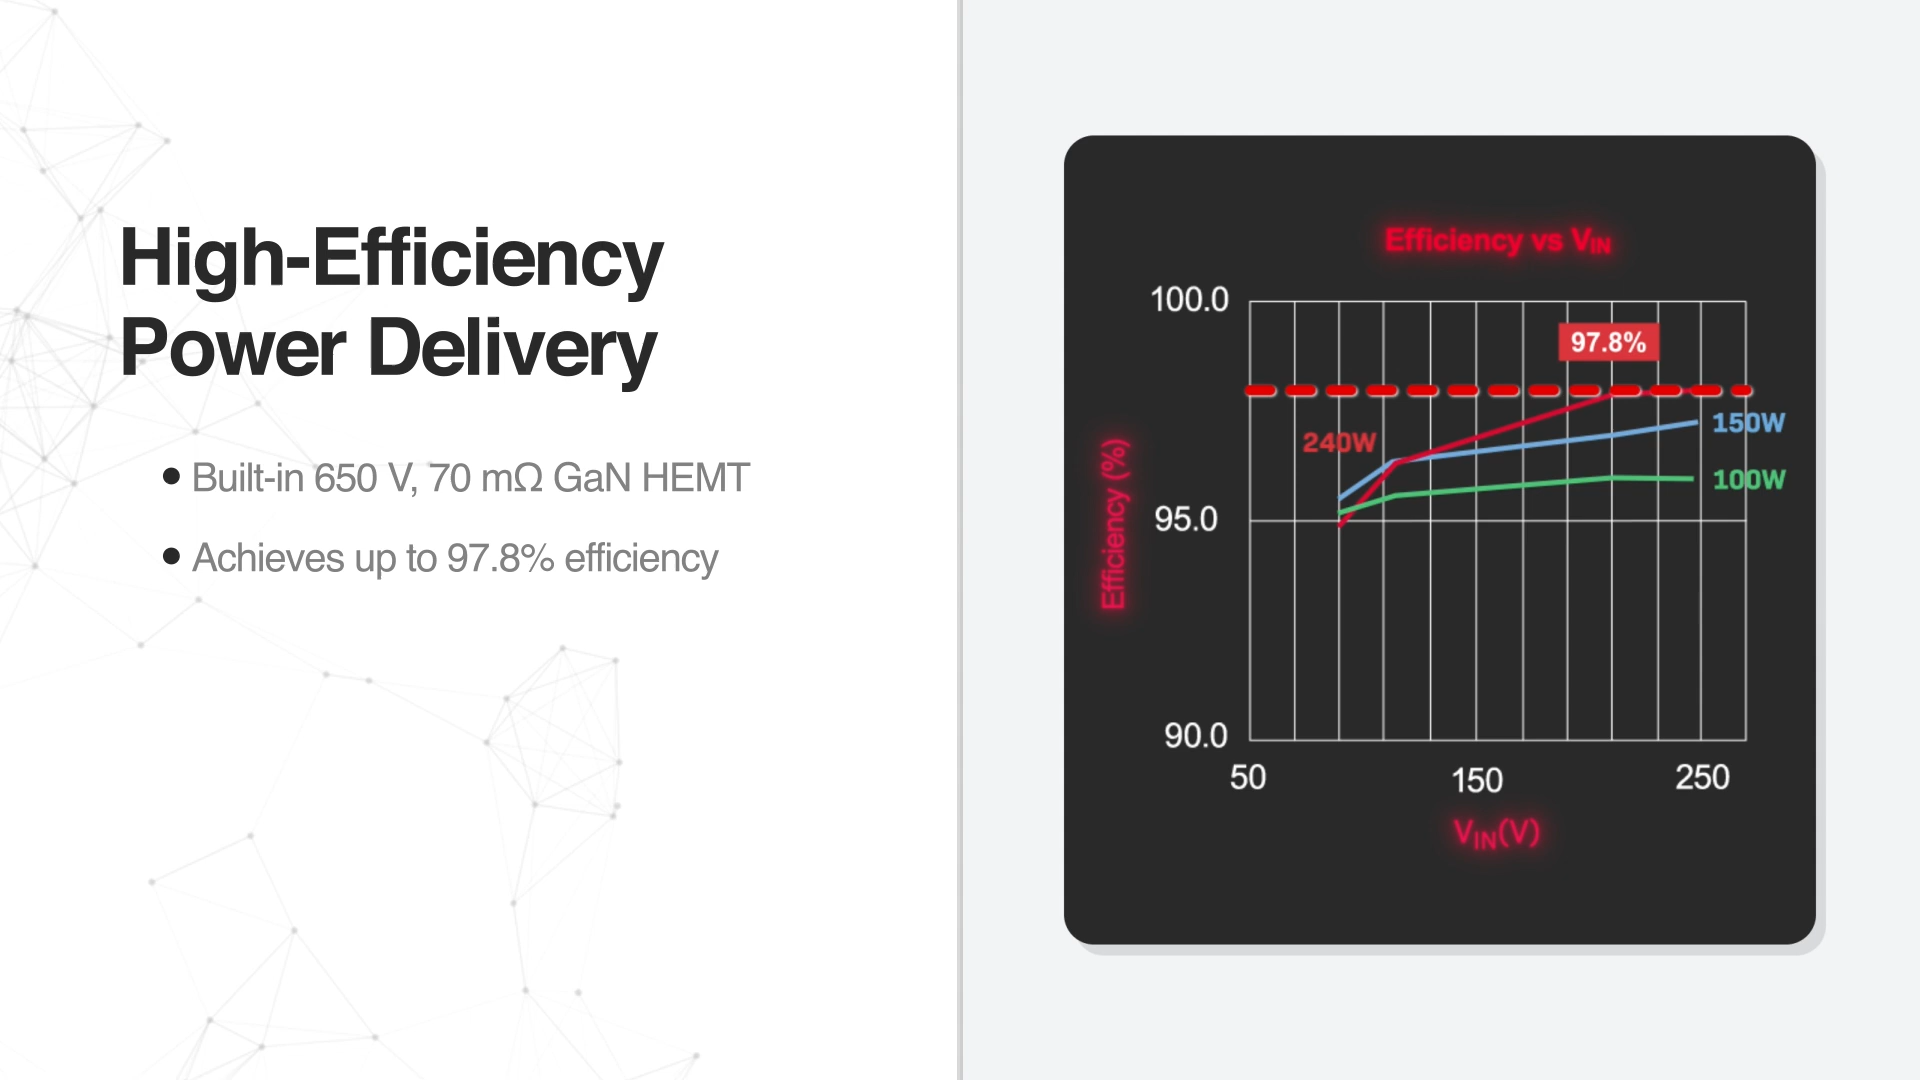 High-Efficiency
Power Delivery
• Built-in 650 V, 70 mΩ GaN HEMT
• Achieves up to 97.8% efficiency
Efficiency vs VIN
100.0
97.8%
240W
150W
100W
Efficiency (%)
95.0
90.0
50 150 250
VIN(V)